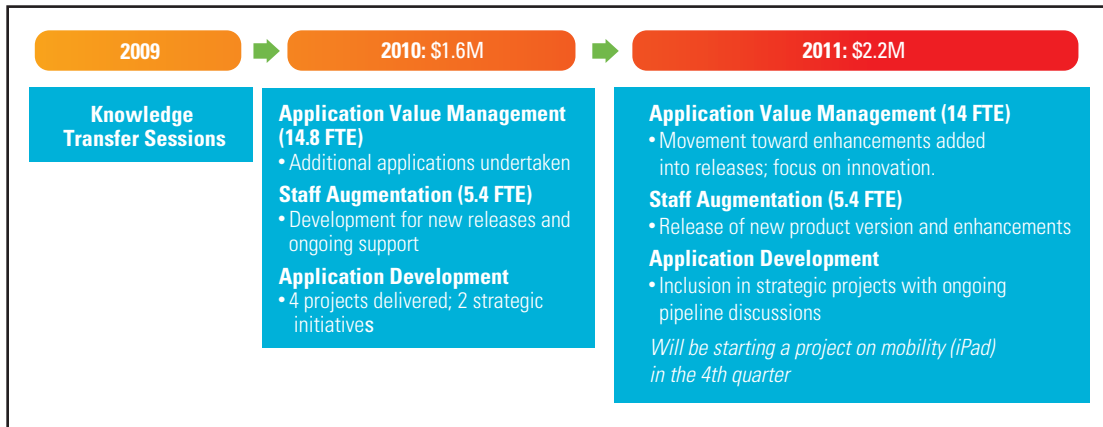 2009
2010: $1.6M
2011: $2.2M
Knowledge
Transfer Sessions
Application Value Management
(14.8 FTE)
• Additional applications undertaken
Staff Augmentation (5.4 FTE)
• Development for new releases and
ongoing support
Application Development
• 4 projects delivered; 2 strategic
initiatives
Application Value Management (14 FTE)
• Movement toward enhancements added
into releases; focus on innovation.
Staff Augmentation (5.4 FTE)
• Release of new product version and enhancements
Application Development
• Inclusion in strategic projects with ongoing
pipeline discussions
Will be starting a project on mobility (iPad)
in the 4th quarter